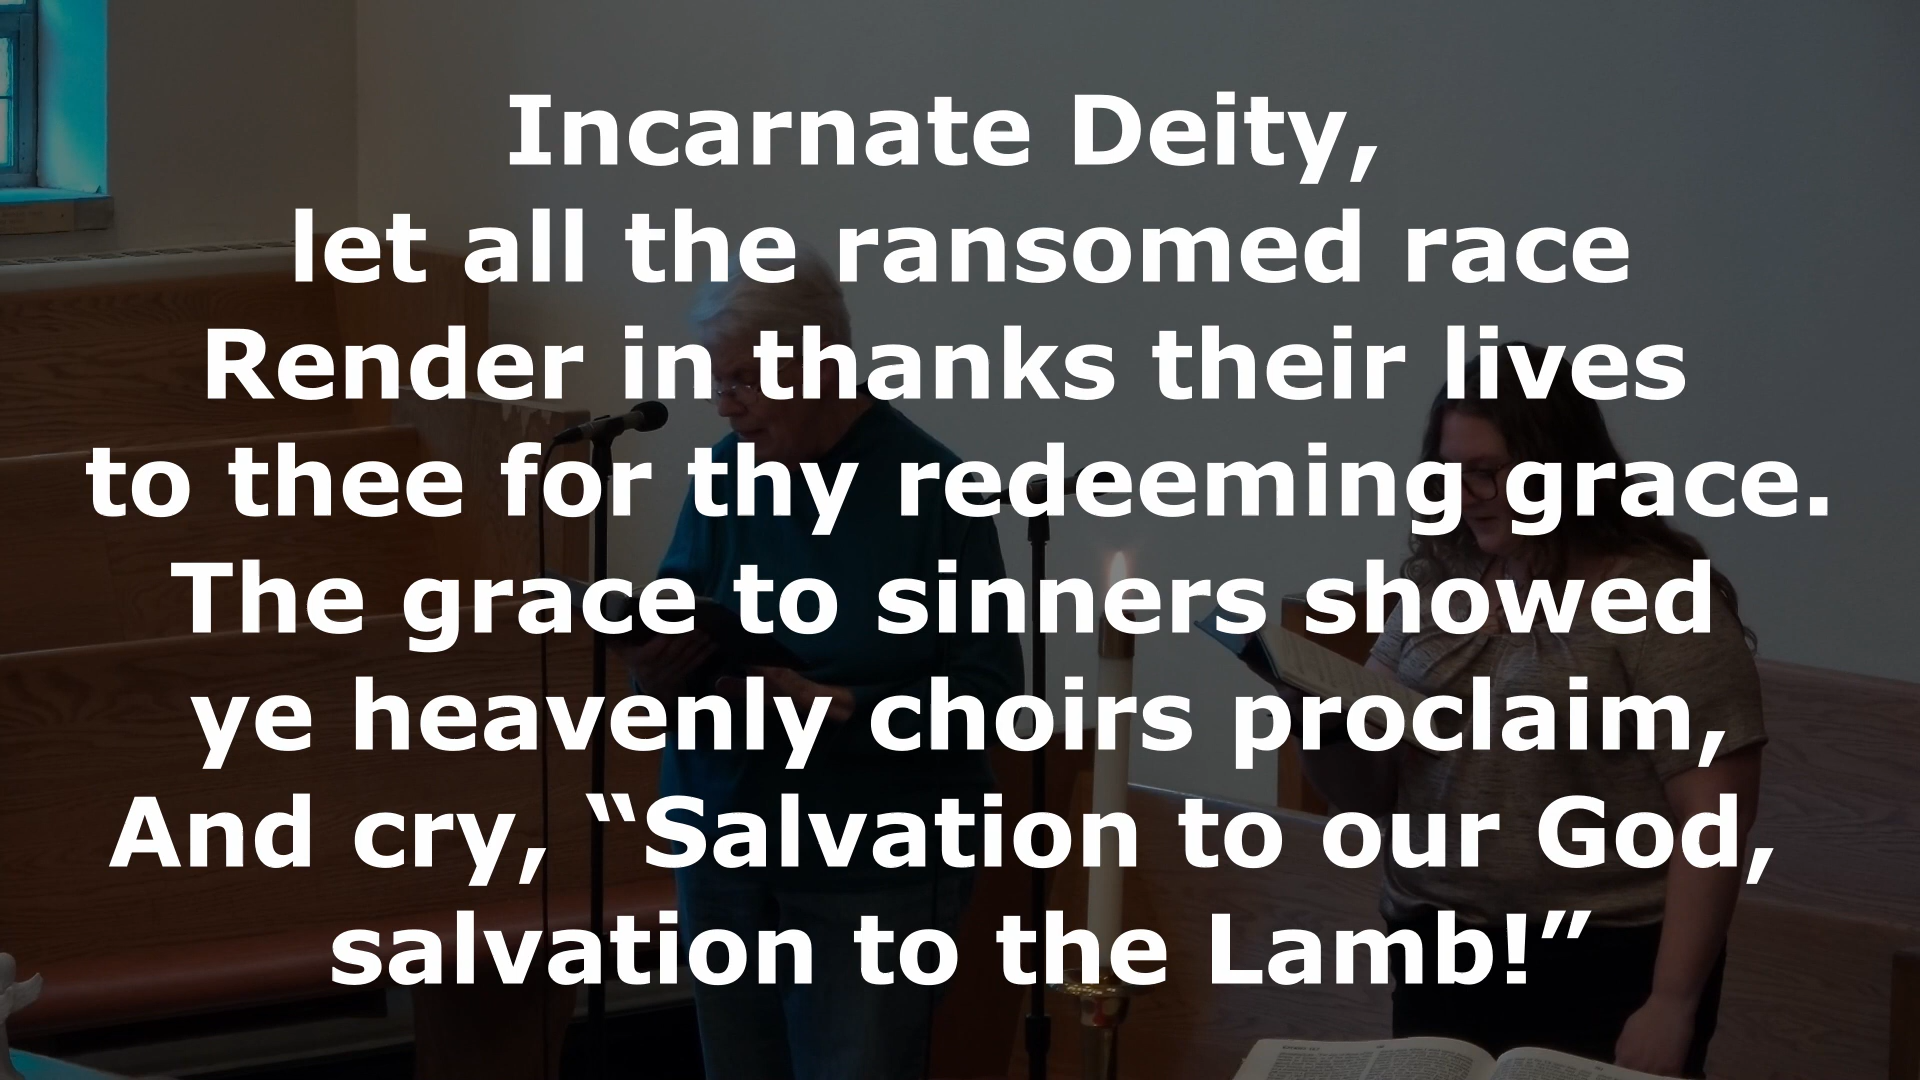 Incarnate Deity,
let all the ransomed race
Render in thanks their lives
to thee for thy redeeming grace.
The grace to sinners showed
ye heavenly choirs proclaim,
And cry, “Salvation to our God,
salvation to the Lamb!”